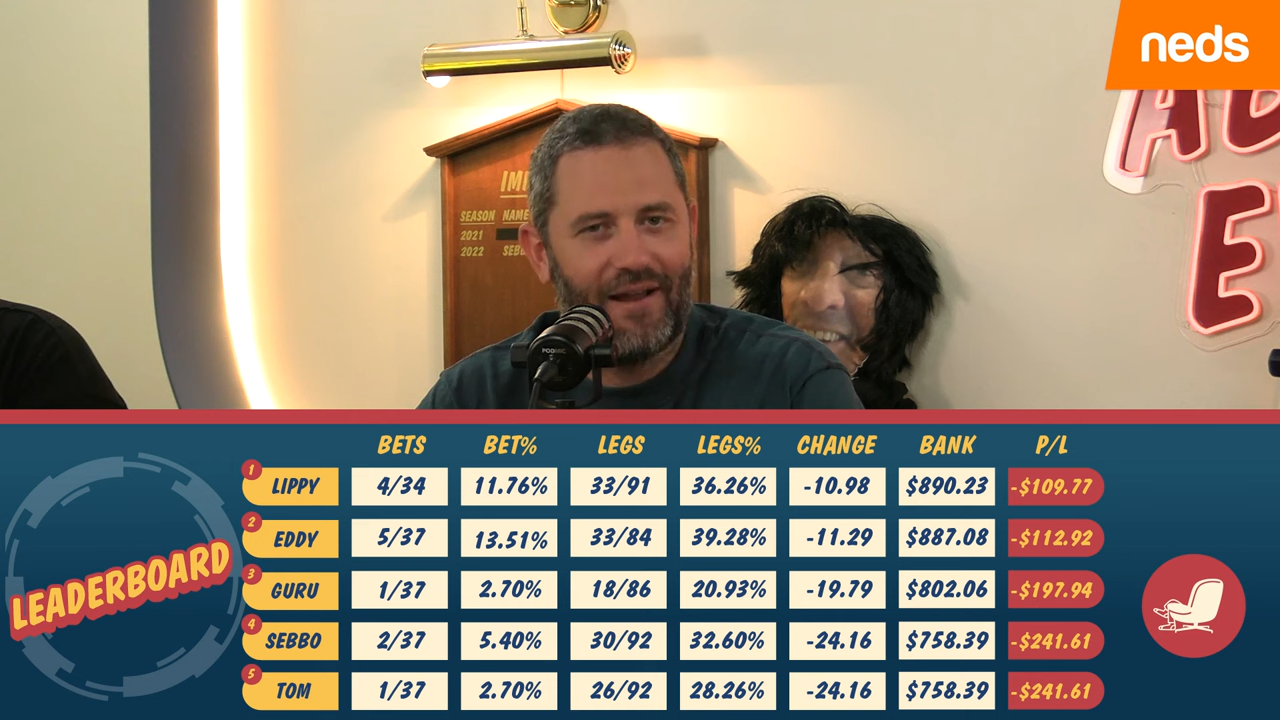 neds
SEASON NAME
2021
2022
E
PODMIC
BETS BET% LEGS LEGS% CHANGE BANK P/L
1 LIPPY 4/34 11.76% 33/91 36.26% -10.98 $890.23 -$109.77
2 EDDY 5/37 13.51% 33/84 39.28% -11.29 $887.08 -$112.92
3 GURU 1/37 2.70% 18/86 20.93% -19.79 $802.06 -$197.94
4 SEBBO 2/37 5.40% 30/92 32.60% -24.16 $758.39 -$241.61
5 TOM 1/37 2.70% 26/92 28.26% -24.16 $758.39 -$241.61
LEADERBOARD